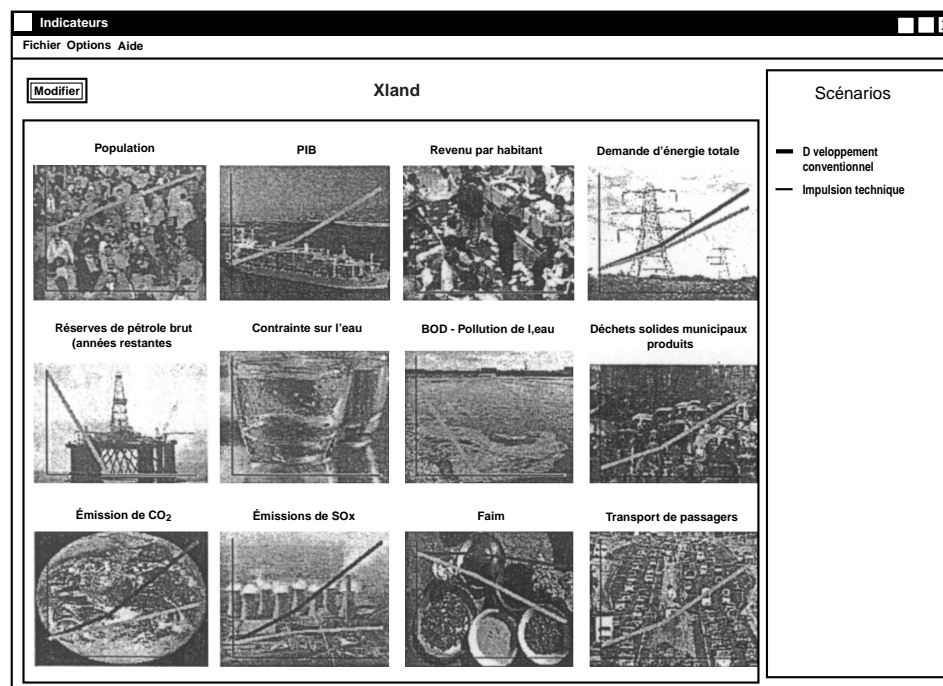 Indicateurs
Fichier Options Aide
Modifier
Xland
Scénarios
D veloppement
conventionnel
Impulsion technique
Population
PIB
Revenu par habitant
Demande d'énergie totale
Réserves de pétrole brut
(années restantes
Contrainte sur l'eau
BOD - Pollution de l,eau
Déchets solides municipaux
produits
Émission de CO₂
Émissions de SOx
Faim
Transport de passagers